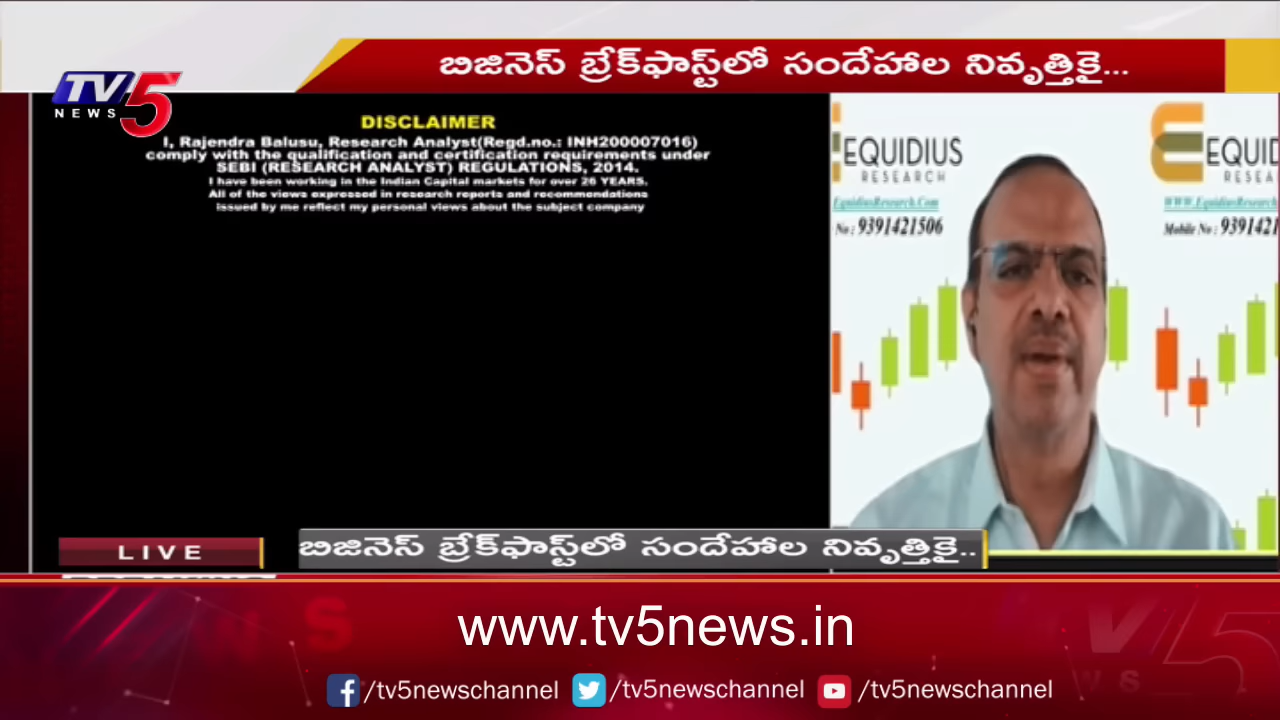 బిజినెస్ బ్రేక్‌ఫాస్ట్‌లో సందేహాల నివృత్తికై...
TV5
NEWS
DISCLAIMER
I, Rajendra Balusu, Research Analyst(Regd.no.: INH200007016)
comply with the qualification and certification requirements under
SEBI (RESEARCH ANALYST) REGULATIONS, 2014.
I have been working in the Indian Capital markets for over 26 YEARS.
All of the views expressed in research reports and recommendations
issued by me reflect my personal views about the subject company
EQUIDIUS
RESEARCH
EquidiusResearch.Com
No : 9391421506
EQUID
RESEA
WWW.EquidiusResearch
Mobile No : 9391421
LIVE
బిజినెస్ బ్రేక్‌ఫాస్ట్‌లో సందేహాల నివృత్తికై..
www.tv5news.in
/tv5newschannel /tv5newschannel /tv5newschannel